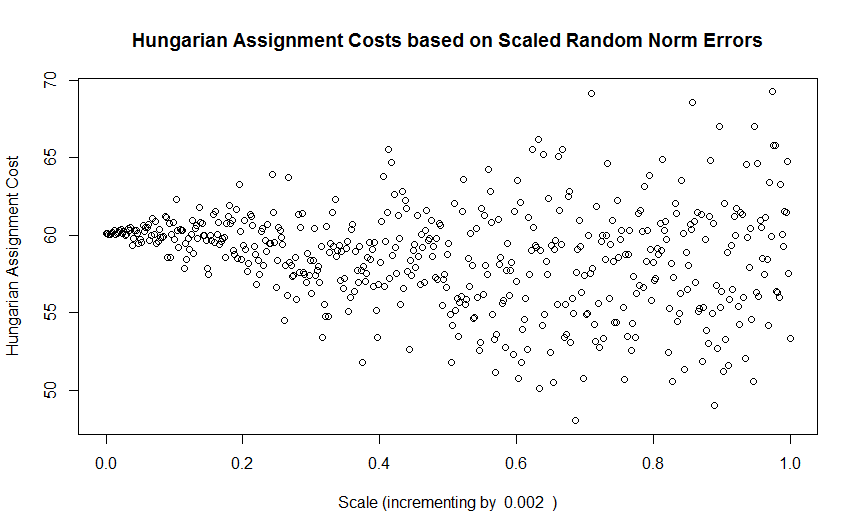 Hungarian Assignment Costs based on Scaled Random Norm Errors
Hungarian Assignment Cost
70
65
60
55
50
0.0 0.2 0.4 0.6 0.8 1.0
Scale (incrementing by 0.002 )